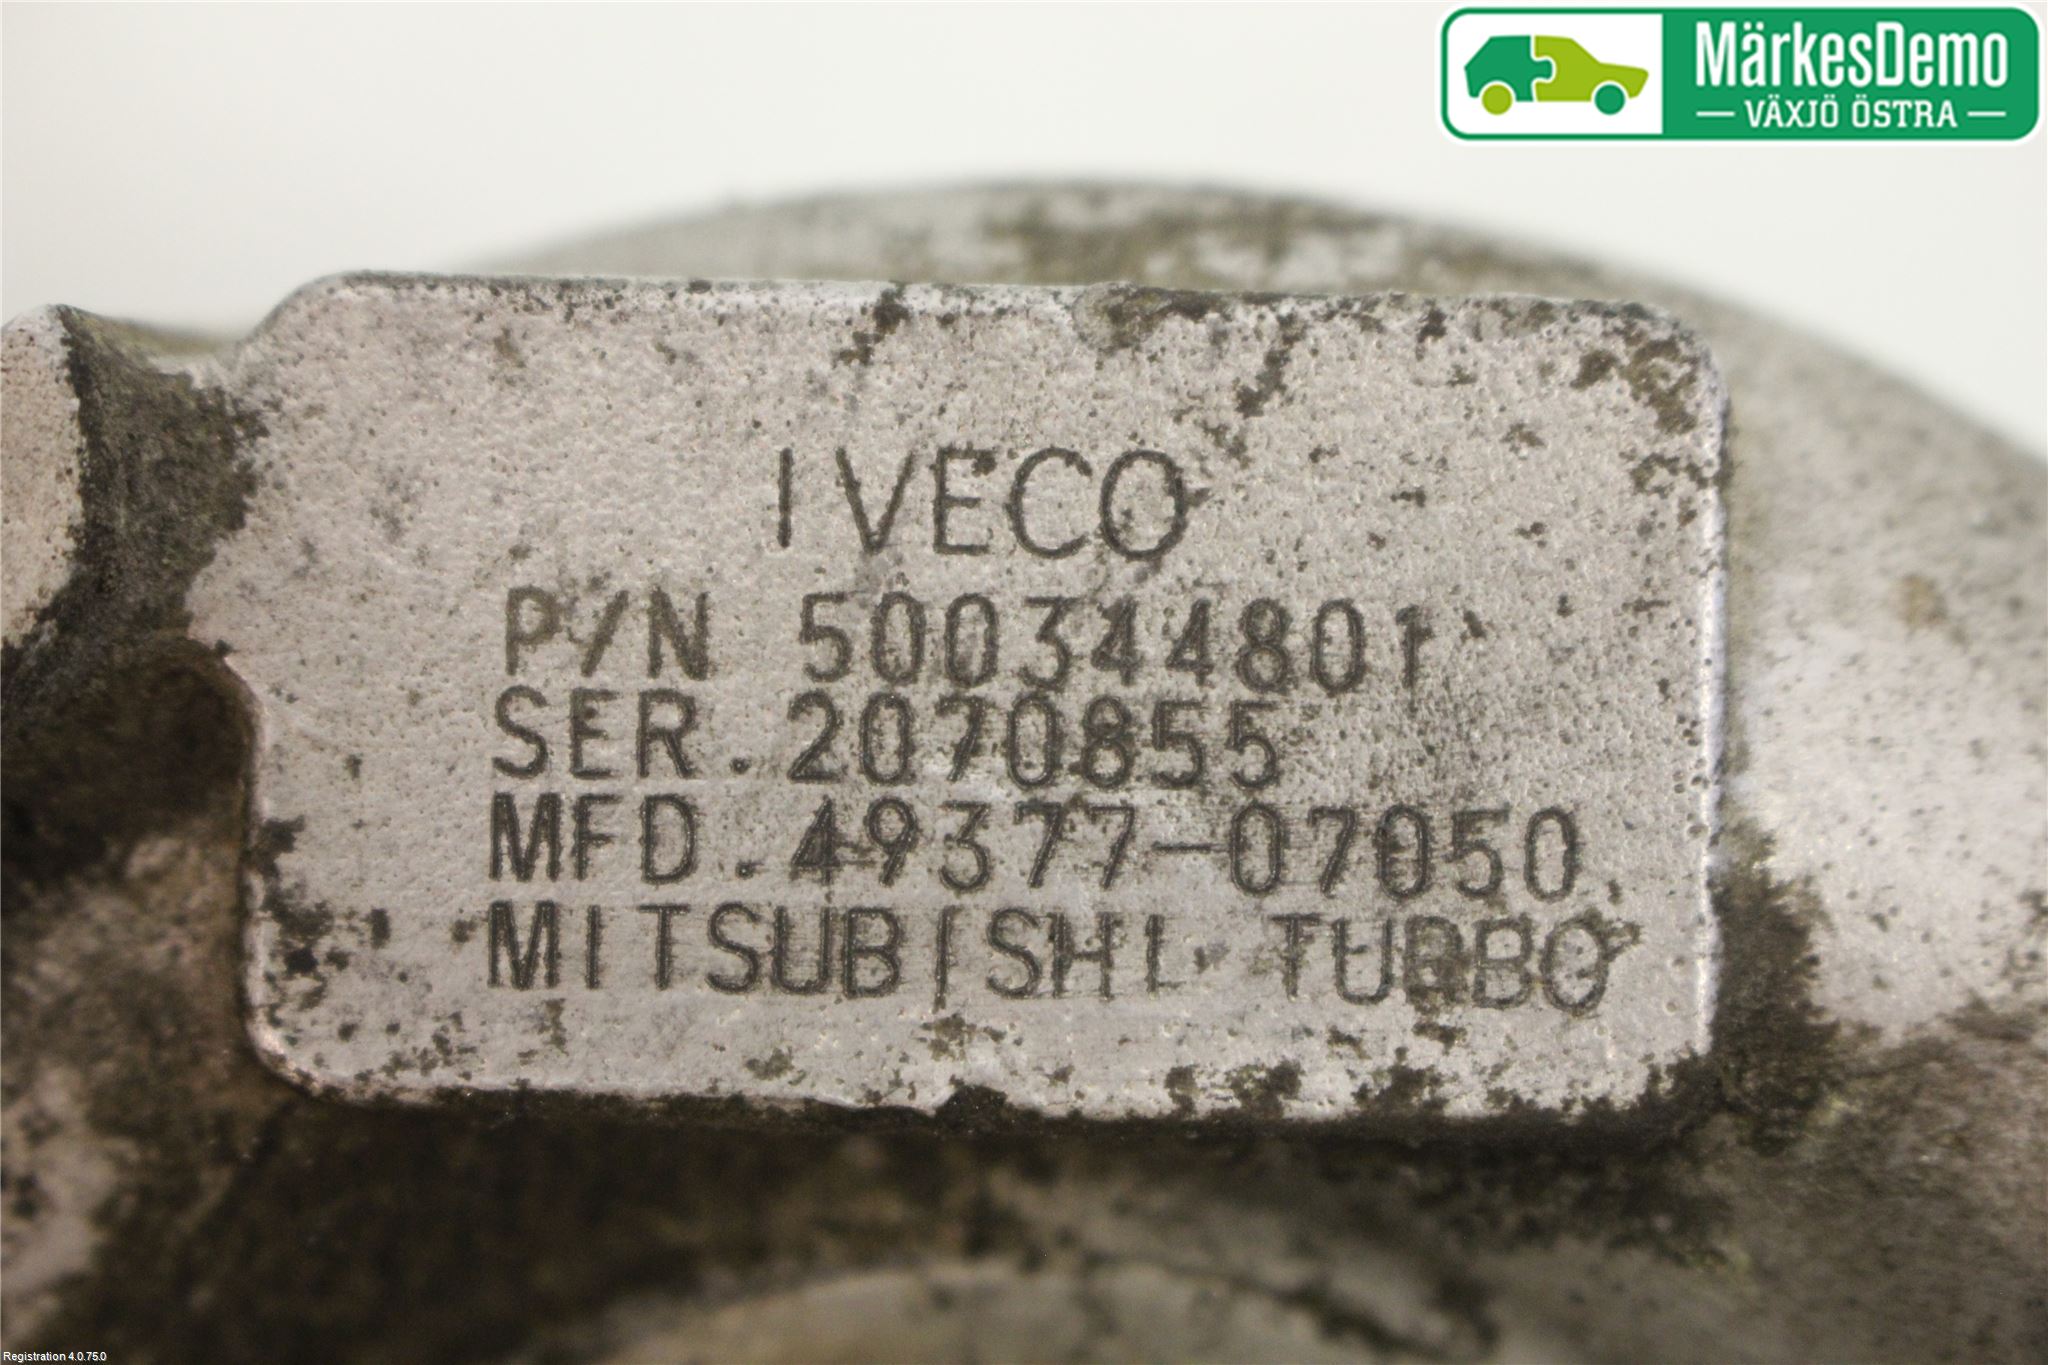 MärkesDemo
VÄXJÖ ÖSTRA
IVECO
P/N 500344801
SER.2070855
MFD.49377-07050
MITSUBISHI TURBO
Registration 4.0.75.0